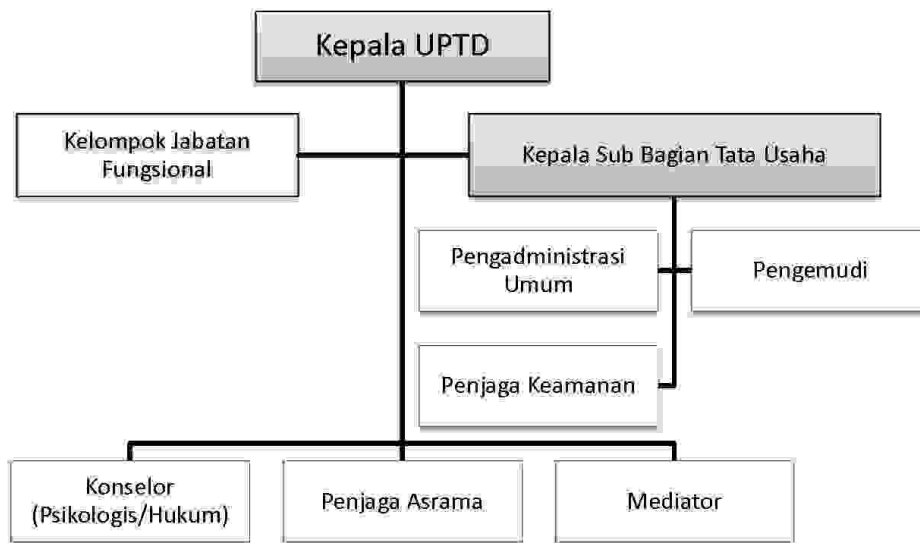 Kepala UPTD
Kelompok Jabatan
Fungsional
Kepala Sub Bagian Tata Usaha
Pengadministrasi
Umum
Pengemudi
Penjaga Keamanan
Konselor
(Psikologis/Hukum)
Penjaga Asrama
Mediator